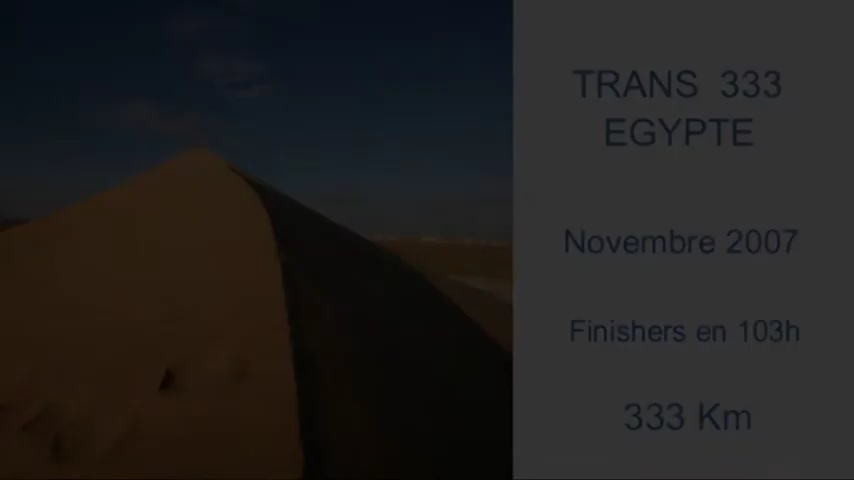 TRANS 333
EGYPTE
Novembre 2007
Finishers en 103h
333 Km